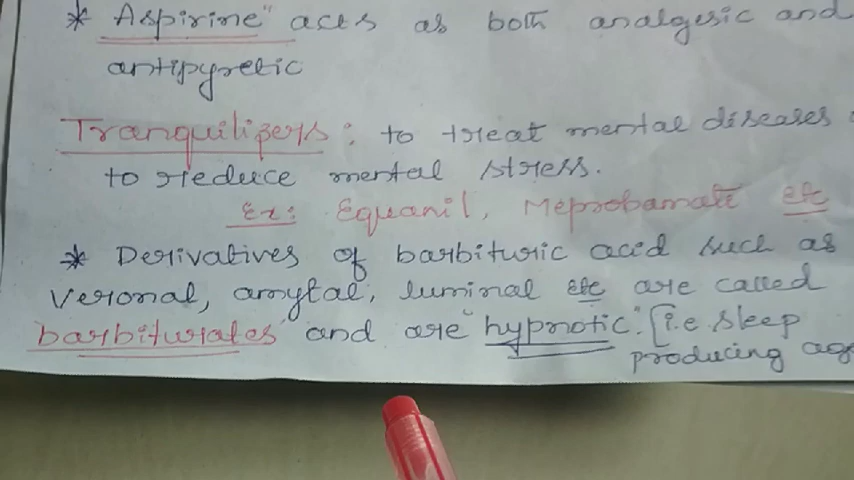 * Aspirine" acts as both analgesic and
antipyretic
Tranquilizers: to treat mental diseases
to reduce mental stress.
Ex: Equanil, Meprobamate etc
* Derivatives of barbituric acid such as
veronal, amytal, luminal etc are called
barbiturates and are "hypnotic". [i.e sleep
producing age